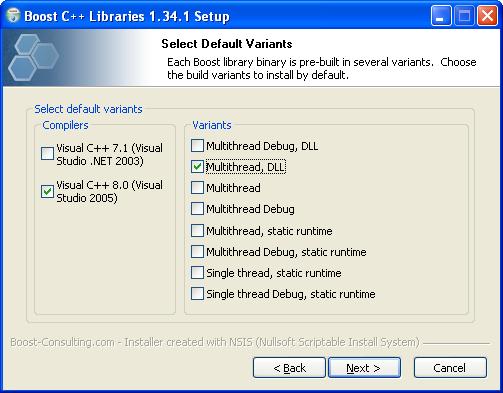 Boost C++ Libraries 1.34.1 Setup
Select Default Variants
Each Boost library binary is pre-built in several variants. Choose
the build variants to install by default.
Select default variants
Compilers
Visual C++ 7.1 (Visual
Studio .NET 2003)
Visual C++ 8.0 (Visual
Studio 2005)
Variants
Multithread Debug, DLL
Multithread, DLL
Multithread
Multithread Debug
Multithread, static runtime
Multithread Debug, static runtime
Single thread, static runtime
Single thread Debug, static runtime
Boost-Consulting.com - Installer created with NSIS (Nullsoft Scriptable Install System)
< Back
Next >
Cancel